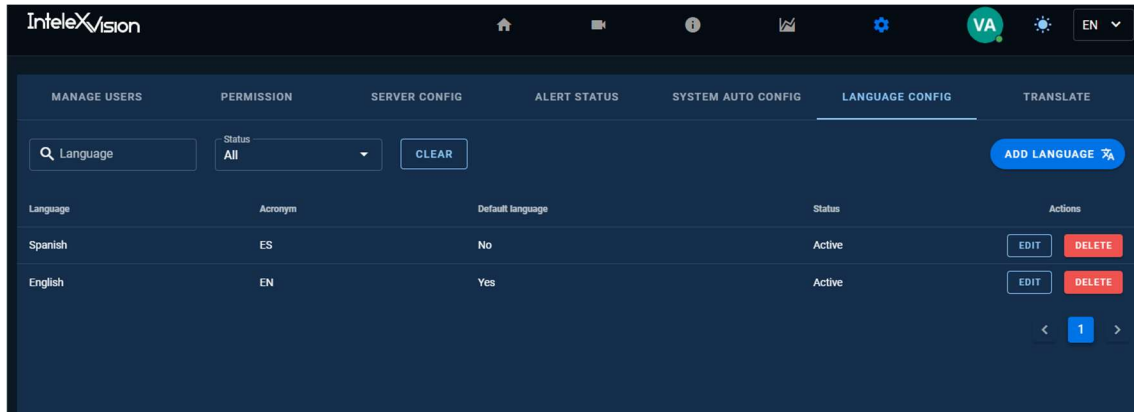 InteleXVision
VA EN
MANAGE USERS PERMISSION SERVER CONFIG ALERT STATUS SYSTEM AUTO CONFIG LANGUAGE CONFIG TRANSLATE
Language Status All CLEAR ADD LANGUAGE
Language Acronym Default language Status Actions
Spanish ES No Active EDIT DELETE
English EN Yes Active EDIT DELETE
1